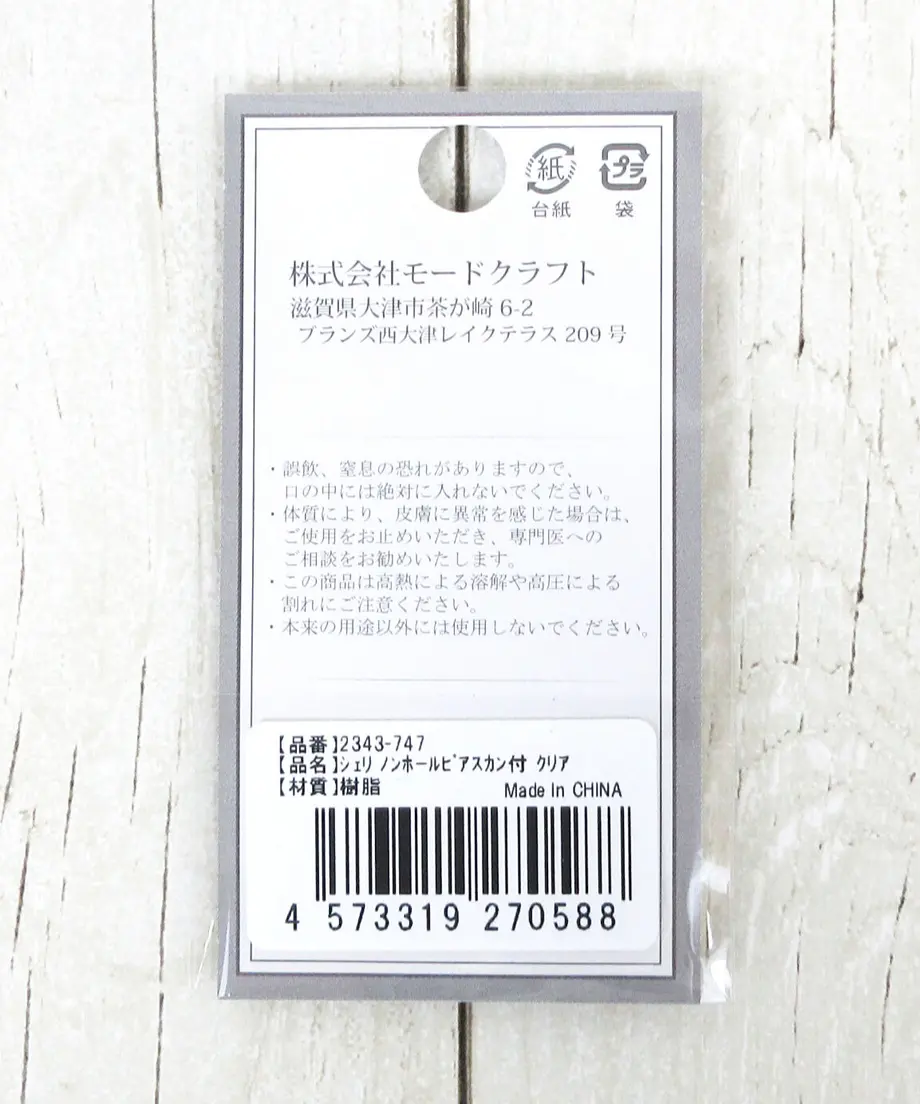 紙
プラ
台紙
袋
株式会社モードクラフト
滋賀県大津市茶が崎 6-2
ブランズ西大津レイクテラス 209 号
・誤飲、窒息の恐れがありますので、
口の中には絶対に入れないでください。
・体質により、皮膚に異常を感じた場合は、
ご使用をお止めいただき、専門医への
ご相談をお勧めいたします。
・この商品は高熱による溶解や高圧による
割れにご注意ください。
・本来の用途以外には使用しないでください。
【品番】2343-747
【品名】ｼｪﾘ ﾉﾝﾎｰﾙﾋﾟｱｽｶﾝ付 ｸﾘｱ
【材質】樹脂
Made In CHINA
4 573319 270588